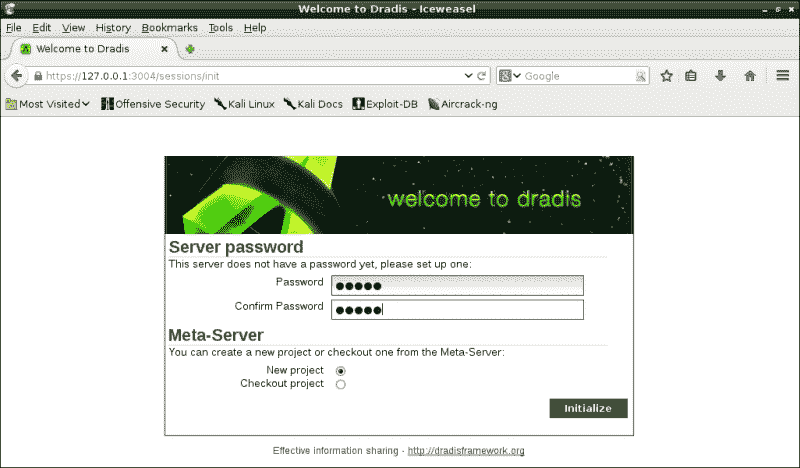 Welcome to Dradis - Iceweasel
File Edit View History Bookmarks Tools Help
Welcome to Dradis
https://127.0.0.1:3004/sessions/init
Google
Most Visited Offensive Security Kali Linux Kali Docs Exploit-DB Aircrack-ng
welcome to dradis
Server password
This server does not have a password yet, please set up one:
Password ●●●●●
Confirm Password ●●●●●
Meta-Server
You can create a new project or checkout one from the Meta-Server:
New project
Checkout project
Initialize
Effective information sharing - http://dradisframework.org